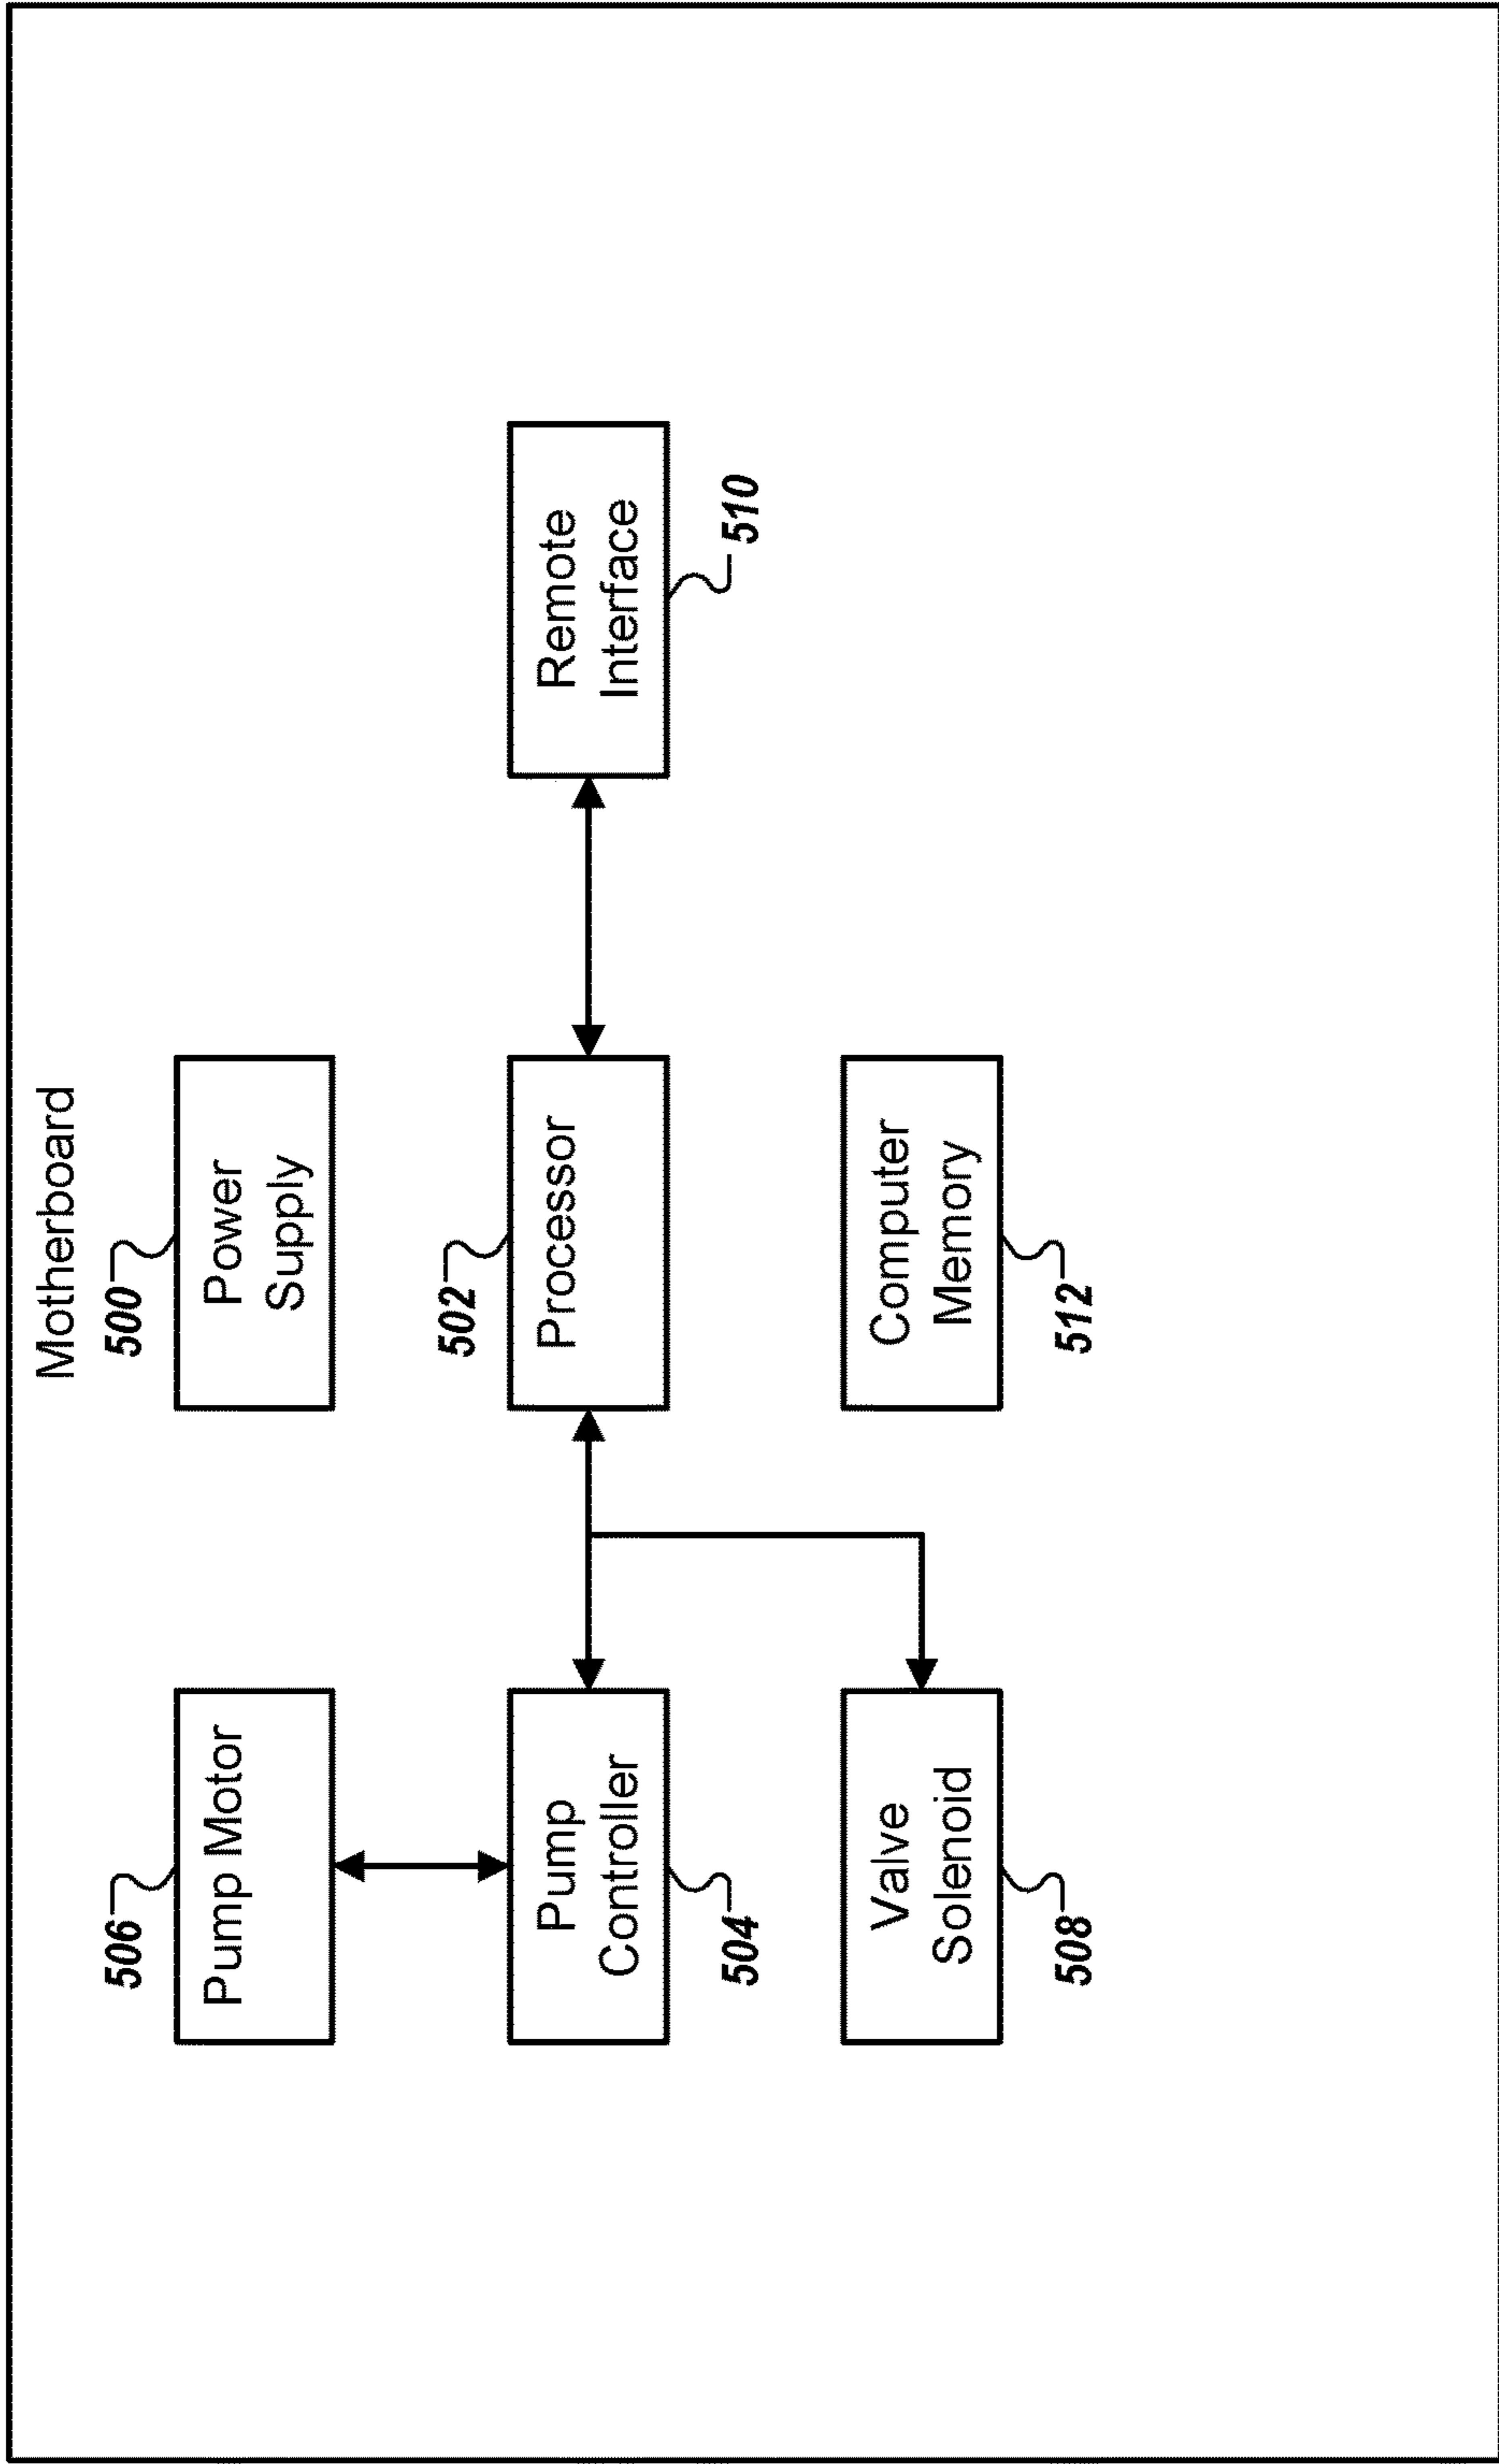 Motherboard
506
Pump Motor
500
Power
Supply
Pump
Controller
504
502
Processor
Remote
Interface
510
Valve
Solenoid
508
Computer
Memory
512